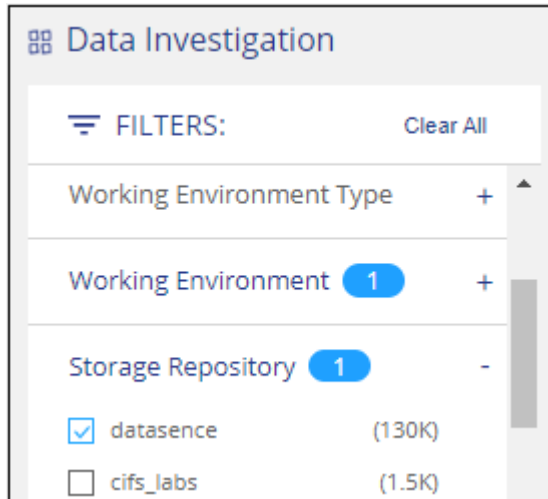 Data Investigation
FILTERS: Clear All
Working Environment Type +
Working Environment 1 +
Storage Repository 1 -
datasence (130K)
cifs_labs (1.5K)